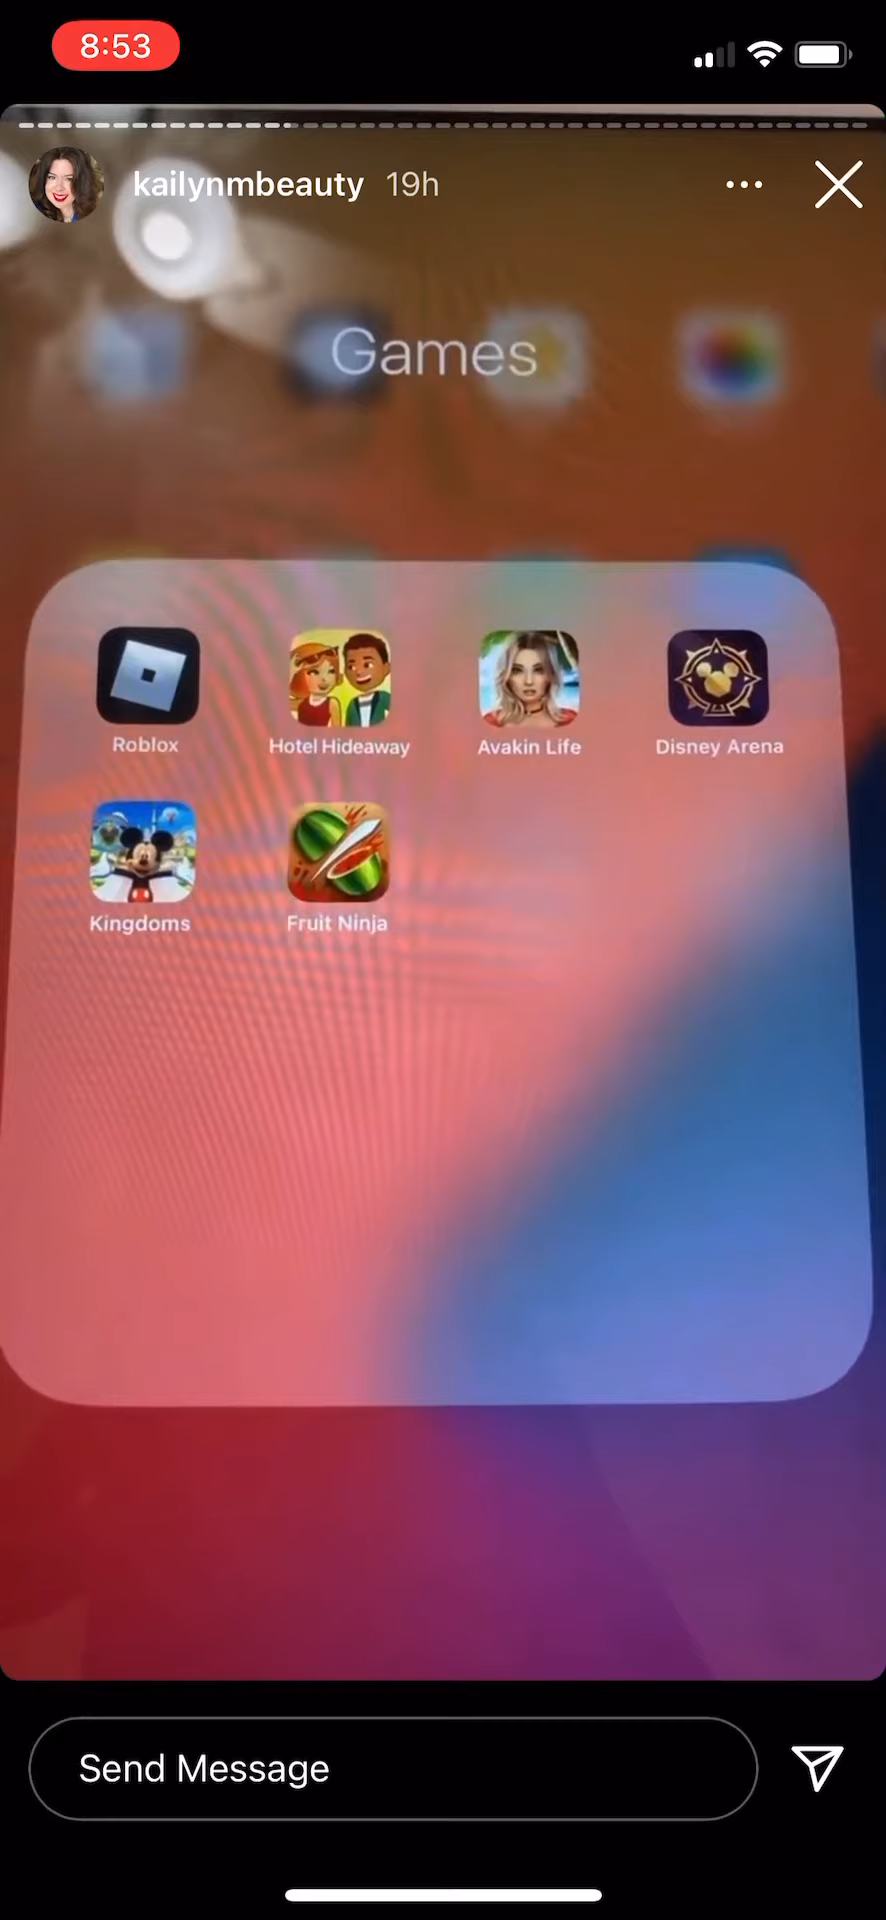 8:53
kailynmbeauty 19h
Games
Roblox Hotel Hideaway Avakin Life Disney Arena
Kingdoms Fruit Ninja
Send Message